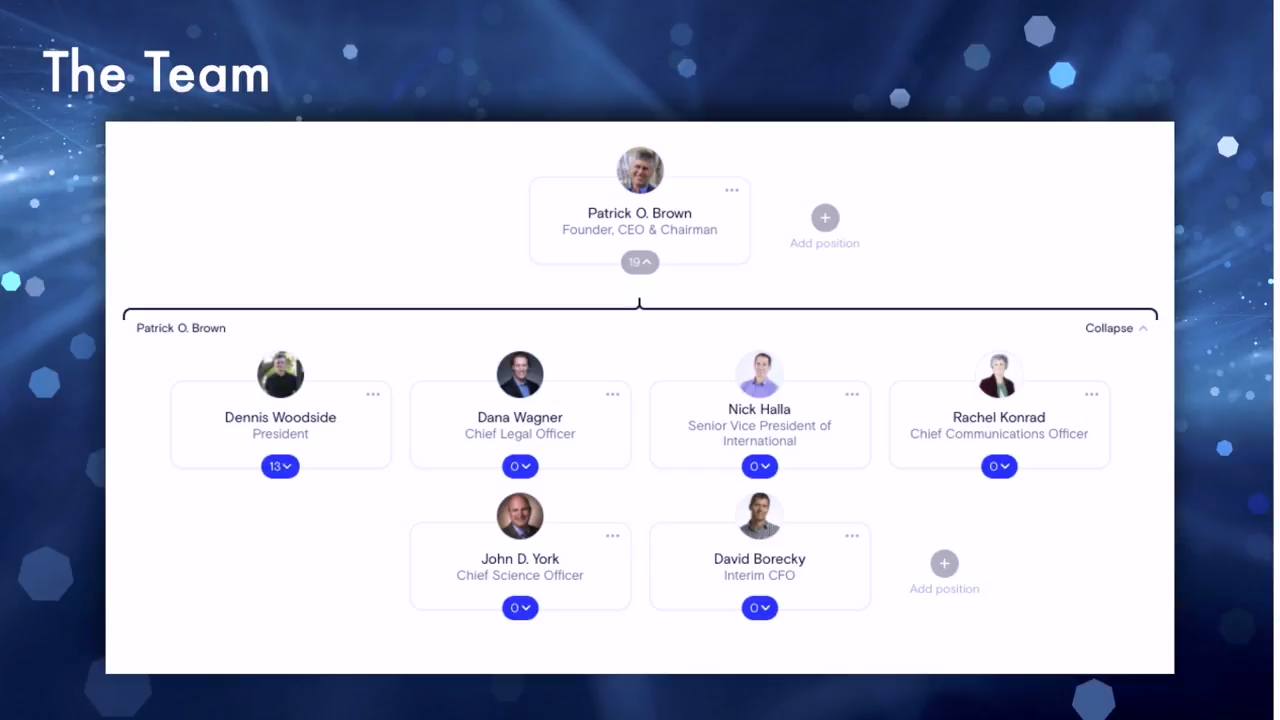 The Team
Patrick O. Brown
Founder, CEO & Chairman
19
Add position
Patrick O. Brown
Collapse
Dennis Woodside
President
13
Dana Wagner
Chief Legal Officer
0
Nick Halla
Senior Vice President of
International
0
Rachel Konrad
Chief Communications Officer
0
John D. York
Chief Science Officer
0
David Borecky
Interim CFO
0
Add position